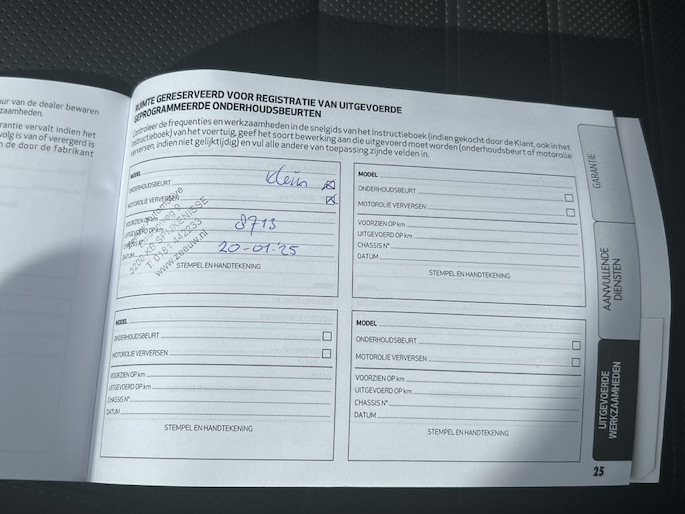 ur van de dealer bewaren
zaamheden.
rantie vervalt indien het
volg is van of verergerd is
n de door de fabrikant
RUIMTE GERESERVEERD VOOR REGISTRATIE VAN UITGEVOERDE
GEPROGRAMMEERDE ONDERHOUDSBEURTEN
Controleer de frequenties en werkzaamheden in de snelgids van het instructieboek (indien gekocht door de Klant, ook in het
Instructieboek) van het voertuig, geef het soort bewerking aan die uitgevoerd moet worden (onderhoudsbeurt of motorolie
verversen, indien niet gelijktijdig) en vul alle andere van toepassing zijnde velden in.
MODEL
ONDERHOUDSBEURT klein
MOTOROLIE VERVERSEN
VOORZIEN OP km
UITGEVOERD OP km 8713
CHASSIS N°
DATUM 20-01-25
3208 KB SPIJKENISSE
T. 0181 442233
www.zeeuw.nl
STEMPEL EN HANDTEKENING
MODEL
ONDERHOUDSBEURT
MOTOROLIE VERVERSEN
VOORZIEN OP km
UITGEVOERD OP km
CHASSIS N°
DATUM
STEMPEL EN HANDTEKENING
MODEL
ONDERHOUDSBEURT
MOTOROLIE VERVERSEN
VOORZIEN OP km
UITGEVOERD OP km
CHASSIS N°
DATUM
STEMPEL EN HANDTEKENING
MODEL
ONDERHOUDSBEURT
MOTOROLIE VERVERSEN
VOORZIEN OP km
UITGEVOERD OP km
CHASSIS N°
DATUM
STEMPEL EN HANDTEKENING
GARANTIE
AANVULLENDE
DIENSTEN
UITGEVOERDE
WERKZAAMHEDEN
25